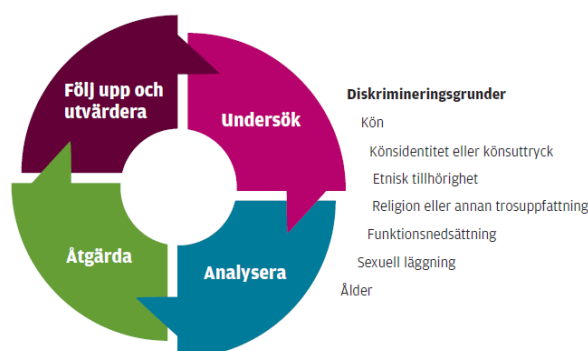 Följ upp och
utvärdera
Undersök
Åtgärda
Analysera
Diskrimineringsgrunder
Kön
Könsidentitet eller könsuttryck
Etnisk tillhörighet
Religion eller annan trosuppfattning
Funktionsnedsättning
Sexuell läggning
Ålder